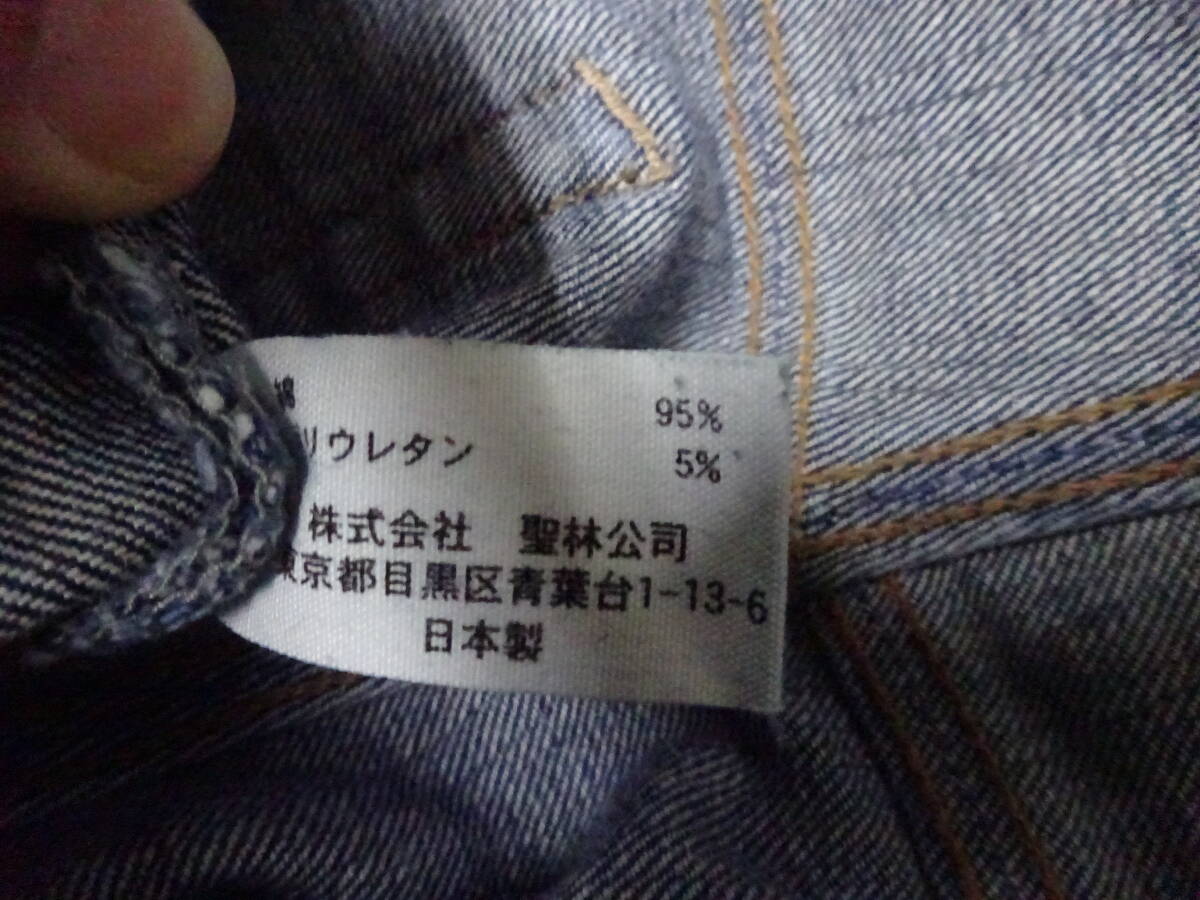 綿 95%
リウレタン 5%
株式会社 聖林公司
東京都目黒区青葉台1-13-6
日本製